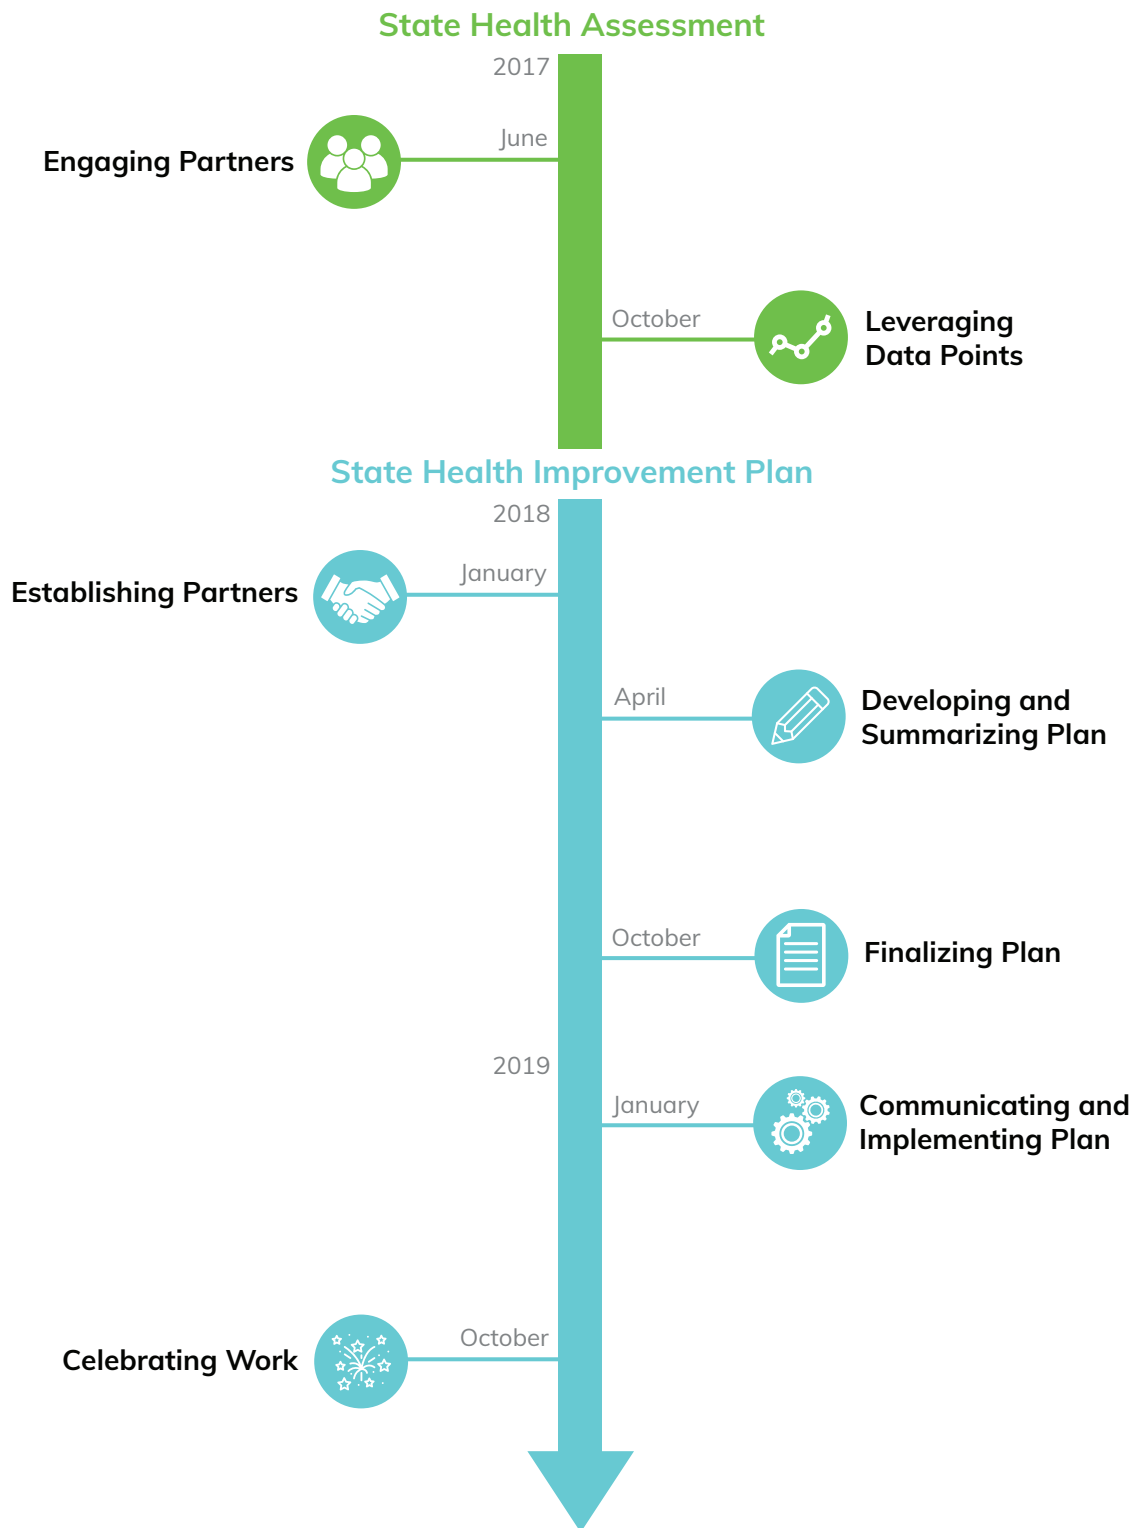 State Health Assessment
2017
June
Engaging Partners
October
Leveraging
Data Points
State Health Improvement Plan
2018
January
Establishing Partners
April
Developing and
Summarizing Plan
October
Finalizing Plan
2019
January
Communicating and
Implementing Plan
October
Celebrating Work